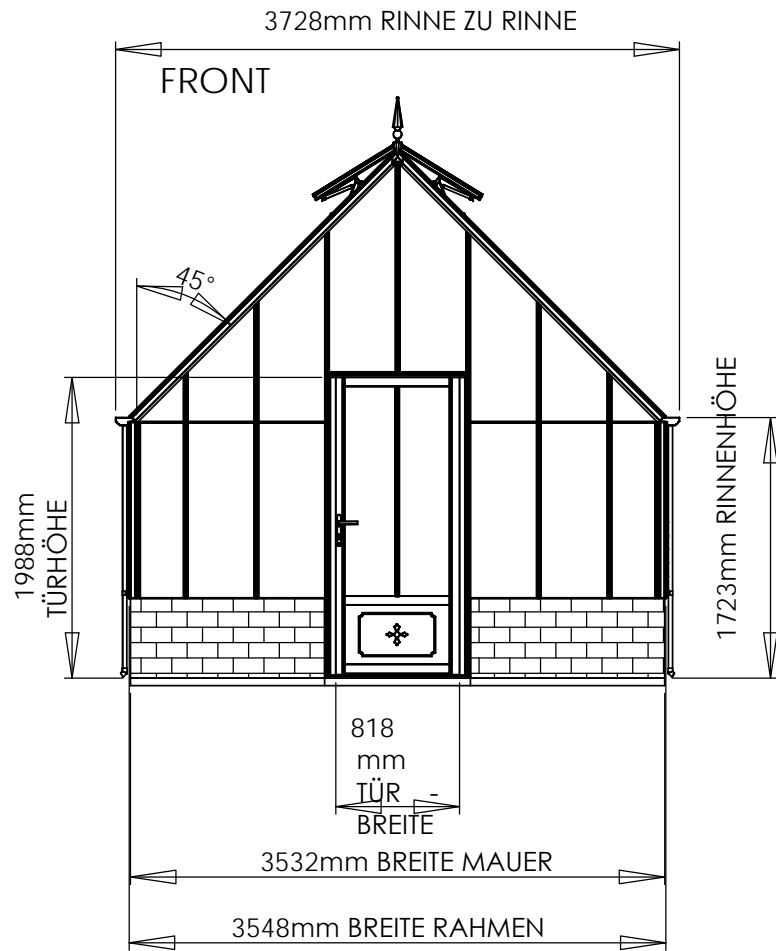 3728mm RINNE ZU RINNE
FRONT
45°
1988mm
TÜRHÖHE
1723mm RINNENHÖHE
818
mm
TÜR -
BREITE
3532mm BREITE MAUER
3548mm BREITE RAHMEN